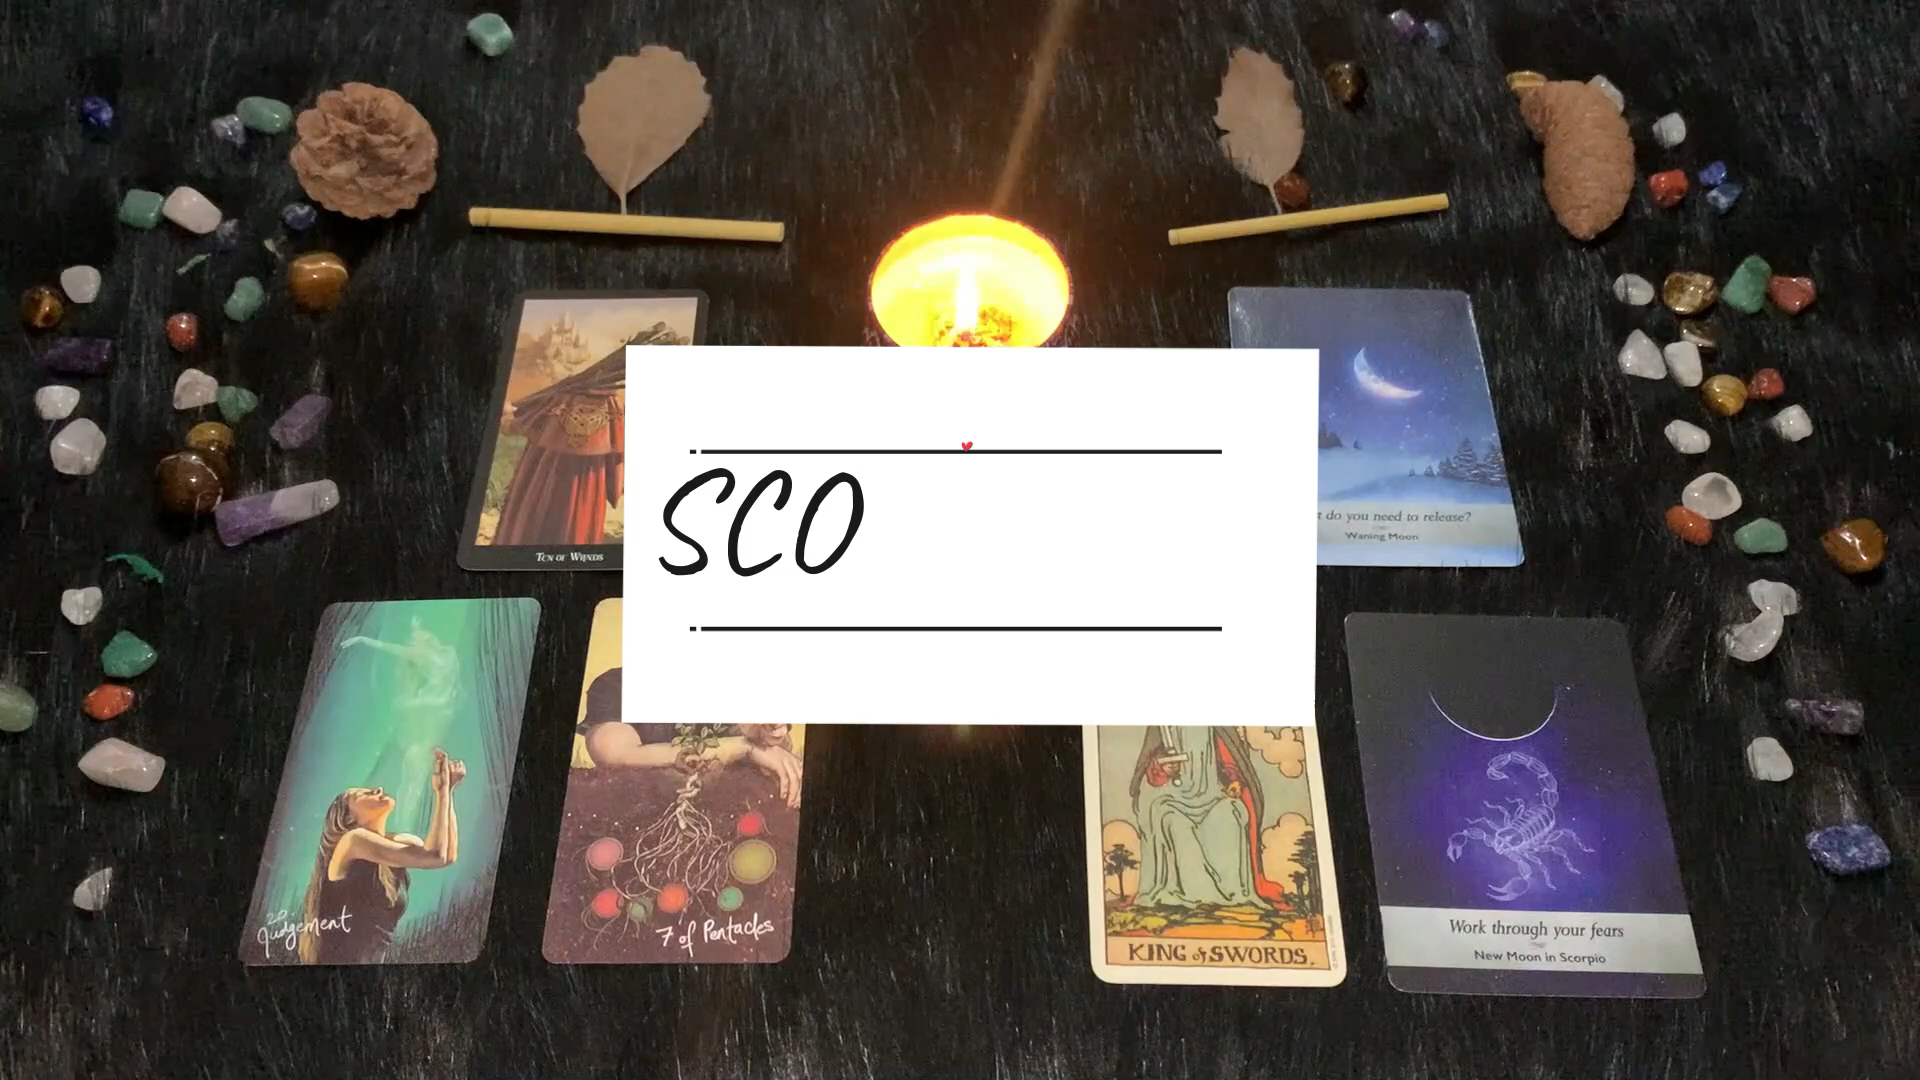 SCO
TEN OF WANDS
do you need to release?
Waning Moon
20
Judgement
7 of Pentacles
KING of SWORDS.
Work through your fears
New Moon in Scorpio